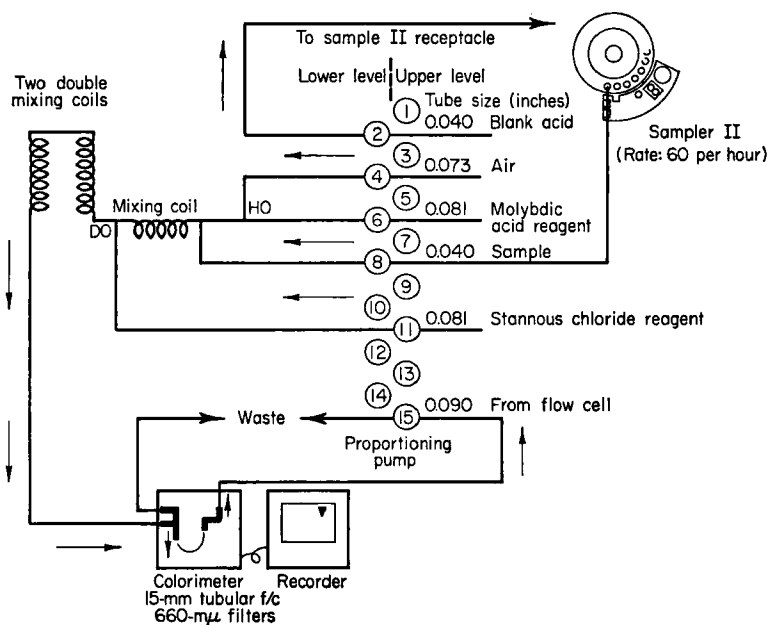 To sample II receptacle
Two double
mixing coils
Lower level Upper level
1 Tube size (inches)
2 0.040 Blank acid
Sampler II
(Rate: 60 per hour)
3
4 0.073 Air
5
Mixing coil
HO
6 0.081 Molybdic
acid reagent
DO
7
8 0.040 Sample
9
10
11 0.081 Stannous chloride reagent
12
13
14
15 0.090 From flow cell
Waste
Proportioning
pump
Colorimeter
15-mm tubular f/c
660-mμ filters
Recorder